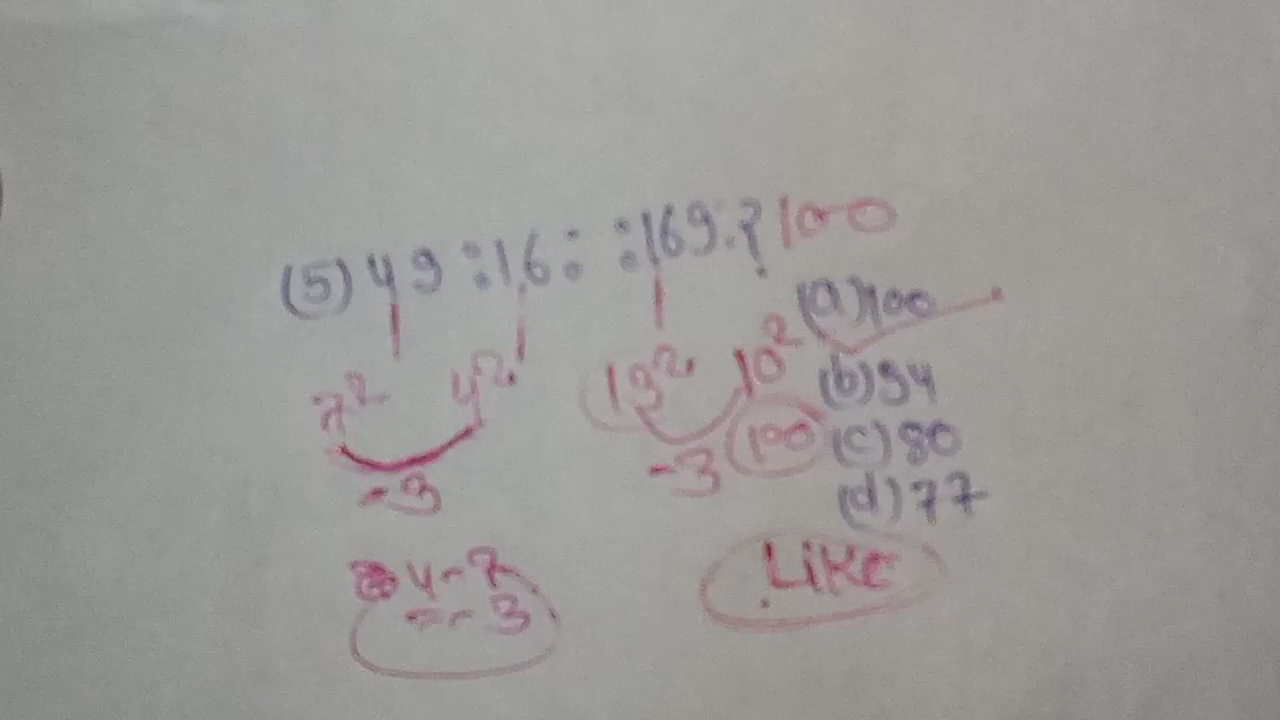 (5) 49 : 16 : : 169 : ? 100
(a) 100
7² 4² 13² 10²
(b) 94
-3 -3 100 (c) 80
(d) 77
4-7
=-3
LIKE